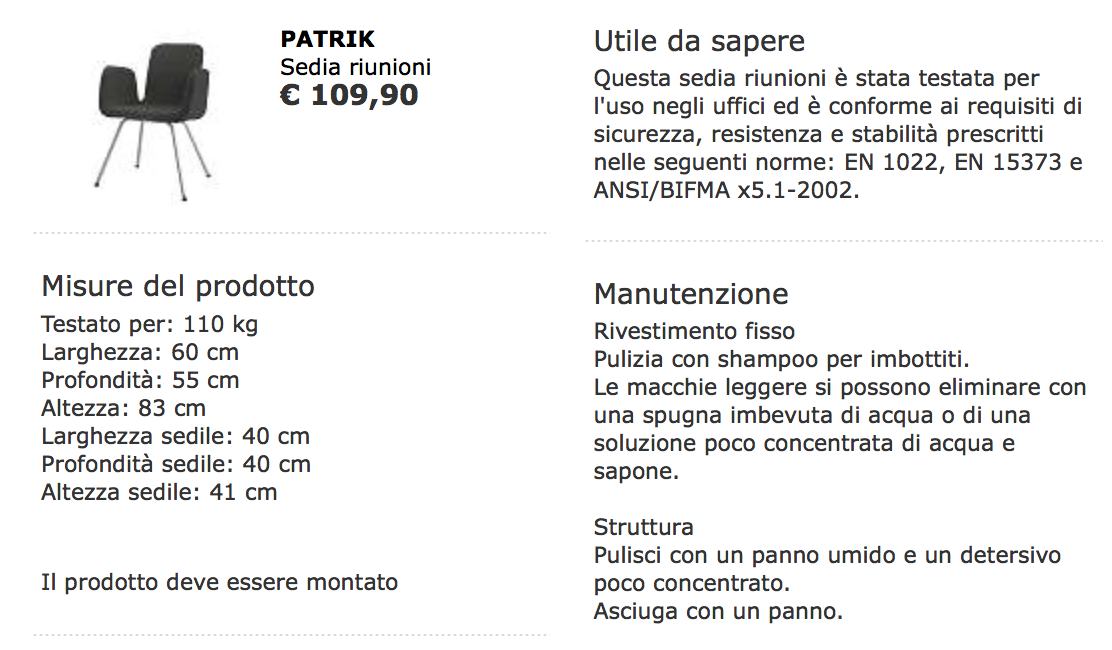 PATRIK
Sedia riunioni
€ 109,90
Misure del prodotto
Testato per: 110 kg
Larghezza: 60 cm
Profondità: 55 cm
Altezza: 83 cm
Larghezza sedile: 40 cm
Profondità sedile: 40 cm
Altezza sedile: 41 cm
Il prodotto deve essere montato
Utile da sapere
Questa sedia riunioni è stata testata per
l'uso negli uffici ed è conforme ai requisiti di
sicurezza, resistenza e stabilità prescritti
nelle seguenti norme: EN 1022, EN 15373 e
ANSI/BIFMA x5.1-2002.
Manutenzione
Rivestimento fisso
Pulizia con shampoo per imbottiti.
Le macchie leggere si possono eliminare con
una spugna imbevuta di acqua o di una
soluzione poco concentrata di acqua e
sapone.
Struttura
Pulisci con un panno umido e un detersivo
poco concentrato.
Asciuga con un panno.